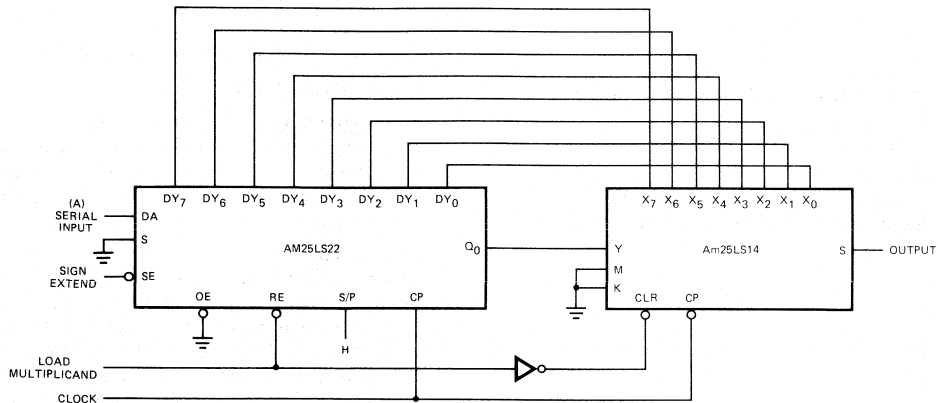 DY7 DY6 DY5 DY4 DY3 DY2 DY1 DY0
X7 X6 X5 X4 X3 X2 X1 X0
(A)
SERIAL
INPUT
DA
S
AM25LS22
Q0
Y
Am25LS14
S
OUTPUT
M
K
SIGN
EXTEND
SE
OE
RE
S/P
CP
CLR
CP
H
LOAD
MULTIPLICAND
CLOCK